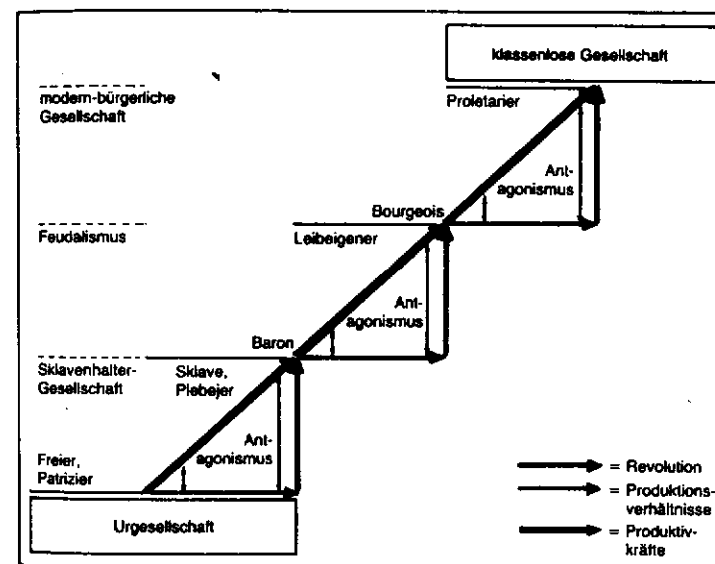 klassenlose Gesellschaft
modern-bürgerliche
Gesellschaft
Proletarier
Ant-
agonismus
Bourgeois
Feudalismus
Leibeigener
Ant-
agonismus
Baron
Sklavenhalter-
Gesellschaft
Sklave,
Plebejer
Ant-
agonismus
Freier,
Patrizier
Urgesellschaft
= Revolution
= Produktions-
verhältnisse
= Produktiv-
kräfte